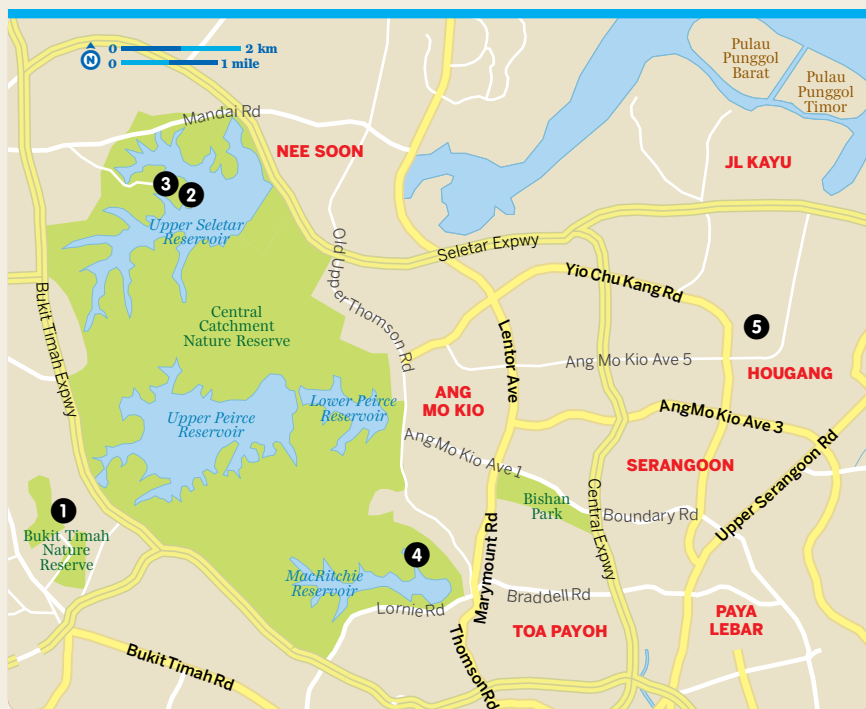 0 2 km
N
0 1 mile
Pulau
Punggol
Barat
Pulau
Punggol
Timor
Mandai Rd
NEE SOON
JL KAYU
3
2
Upper Seletar
Reservoir
Old Upper Thomson Rd
Seletar Expwy
Yio Chu Kang Rd
Bukit Timah Expwy
Central
Catchment
Nature Reserve
Lentor Ave
5
Ang Mo Kio Ave 5
HOUGANG
ANG
MO KIO
Lower Peirce
Reservoir
Upper Peirce
Reservoir
Ang Mo Kio Ave 3
Ang Mo Kio Ave 1
SERANGOON
Upper Serangoon Rd
1
Bukit Timah
Nature
Reserve
Bishan
Park
Central Expwy
Boundary Rd
Marymount Rd
4
MacRitchie
Reservoir
Lornie Rd
Braddell Rd
TOA PAYOH
PAYA
LEBAR
Thomson Rd
Bukit Timah Rd